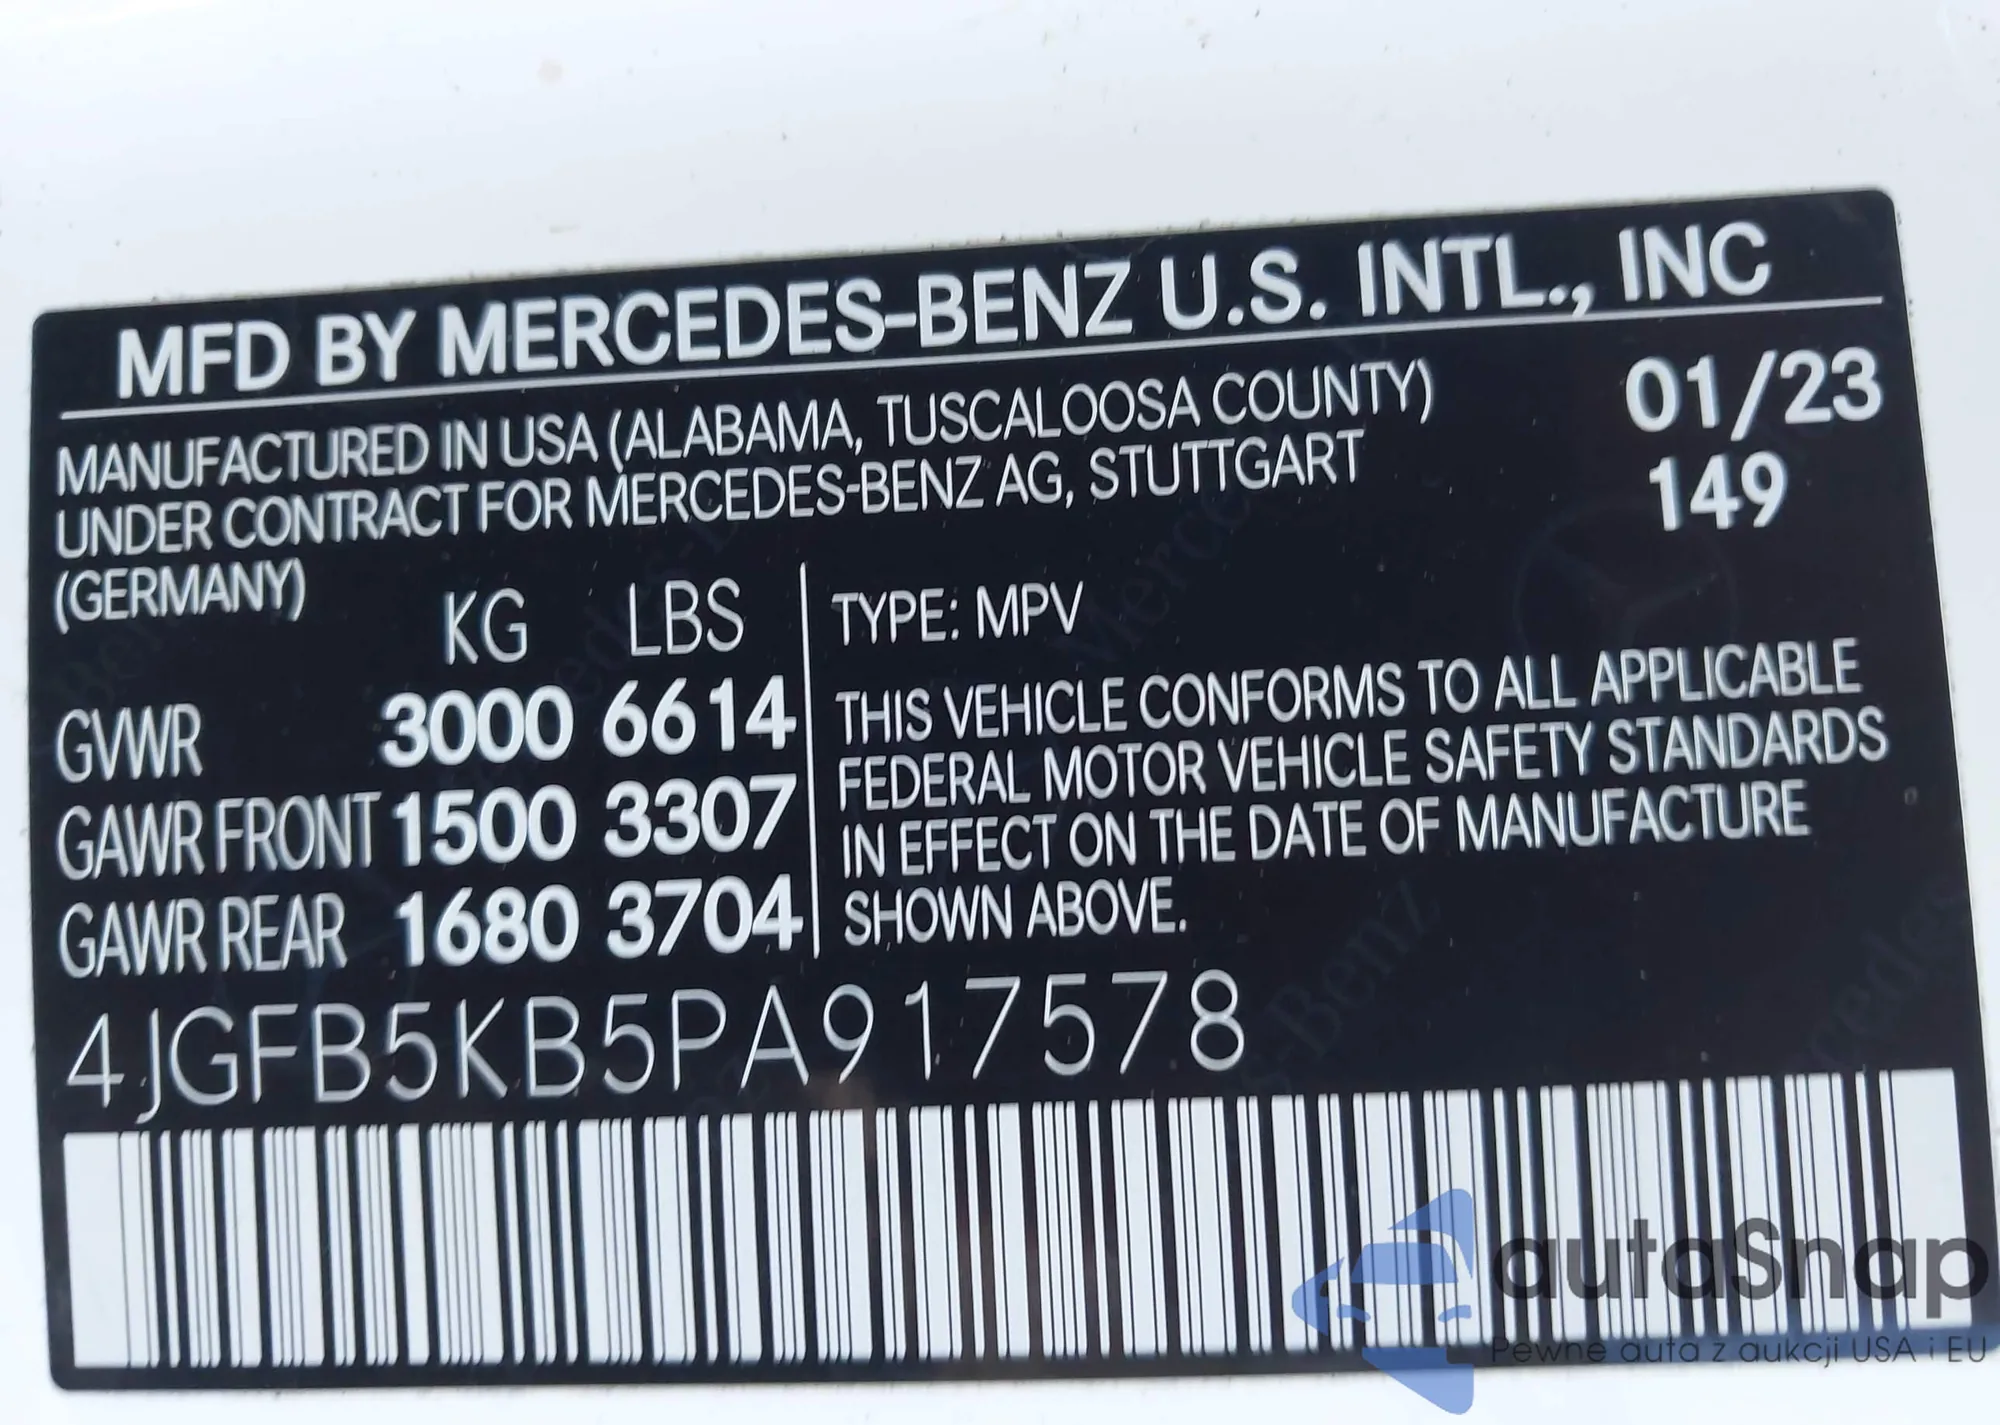 MFD BY MERCEDES-BENZ U.S. INTL., INC
MANUFACTURED IN USA (ALABAMA, TUSCALOOSA COUNTY) 01/23
UNDER CONTRACT FOR MERCEDES-BENZ AG, STUTTGART 149
(GERMANY)
KG LBS
GVWR 3000 6614
GAWR FRONT 1500 3307
GAWR REAR 1680 3704
TYPE: MPV
THIS VEHICLE CONFORMS TO ALL APPLICABLE
FEDERAL MOTOR VEHICLE SAFETY STANDARDS
IN EFFECT ON THE DATE OF MANUFACTURE
SHOWN ABOVE.
4JGFB5KB5PA917578
autaSnap
Pewne auta z aukcji USA i EU